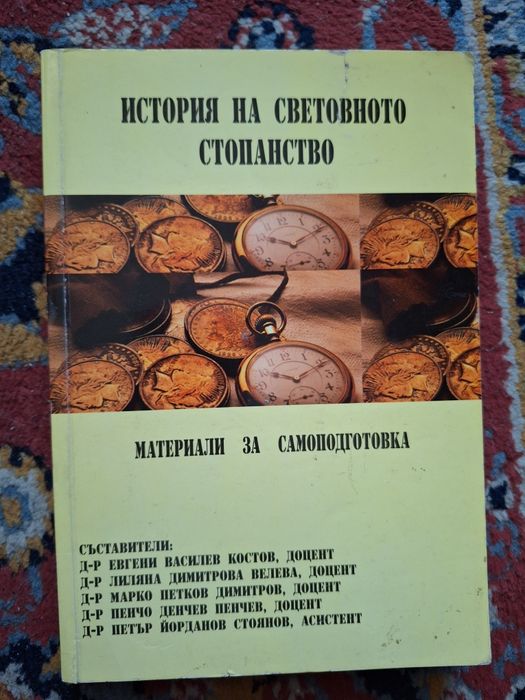 ИСТОРИЯ НА СВЕТОВНОТО
СТОПАНСТВО
МАТЕРИАЛИ ЗА САМОПОДГОТОВКА
СЪСТАВИТЕЛИ:
Д-Р ЕВГЕНИ ВАСИЛЕВ КОСТОВ, ДОЦЕНТ
Д-Р ЛИЛЯНА ДИМИТРОВА ВЕЛЕВА, ДОЦЕНТ
Д-Р МАРКО ПЕТКОВ ДИМИТРОВ, ДОЦЕНТ
Д-Р ПЕНЧО ДЕНЧЕВ ПЕНЧЕВ, ДОЦЕНТ
Д-Р ПЕТЪР ЙОРДАНОВ СТОЯНОВ, АСИСТЕНТ